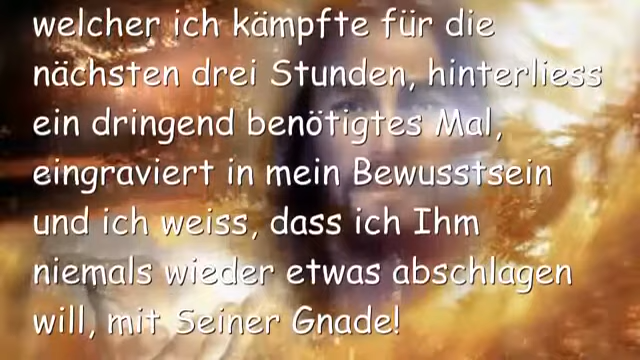 welcher ich kämpfte für die
nächsten drei Stunden, hinterliess
ein dringend benötigtes Mal,
eingraviert in mein Bewusstsein
und ich weiss, dass ich Ihm
niemals wieder etwas abschlagen
will, mit Seiner Gnade!